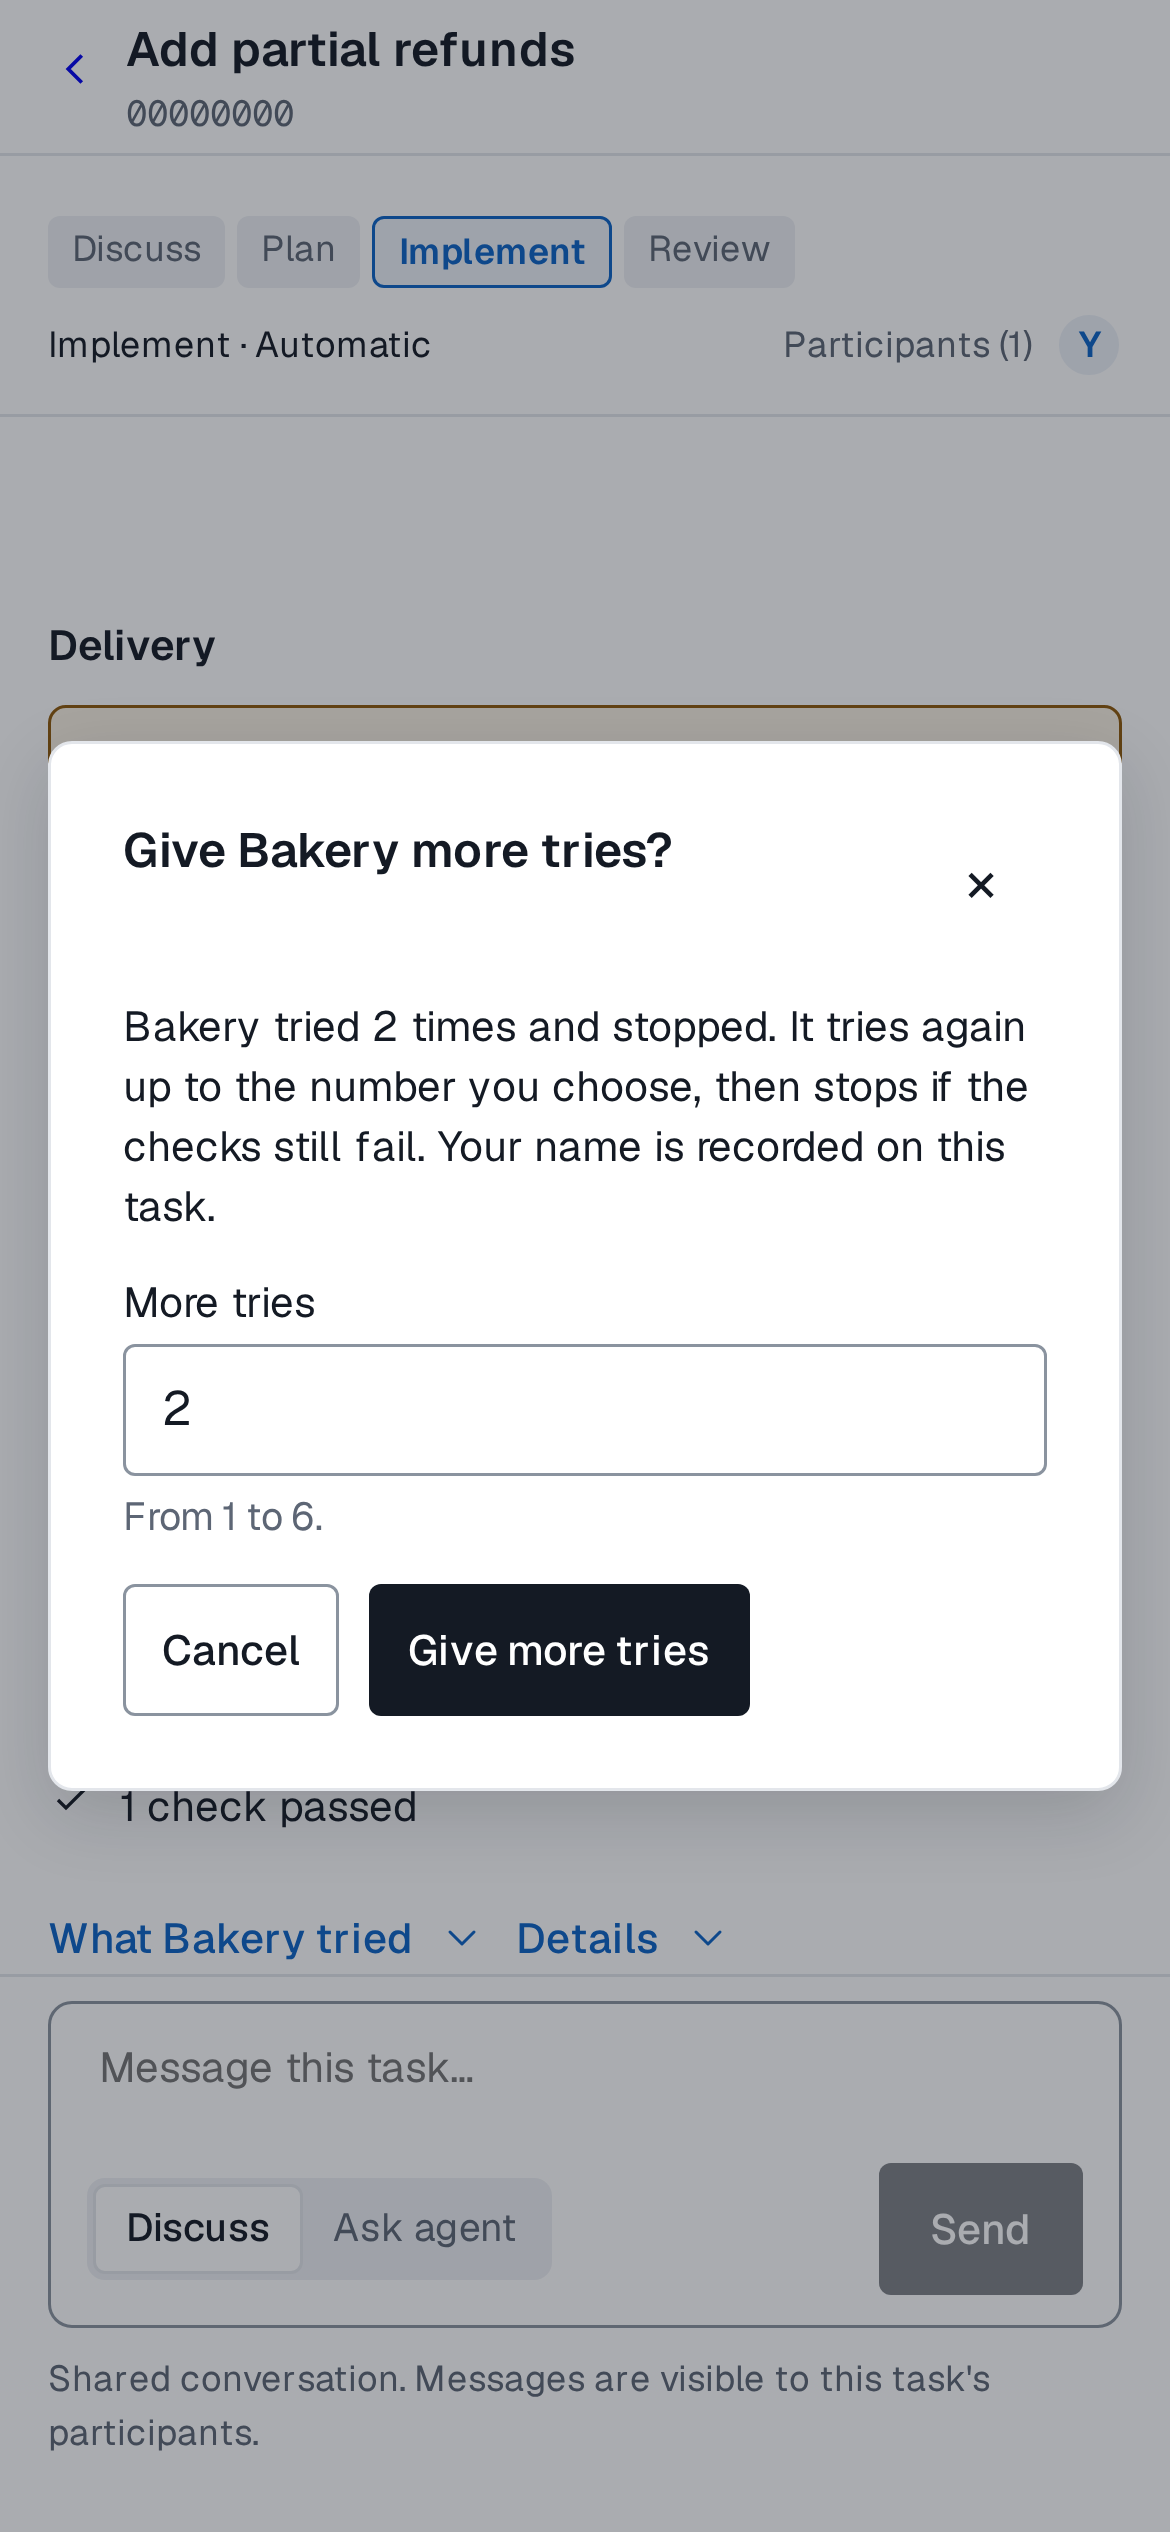 Add partial refunds
00000000
Discuss
Plan
Implement
Review
Implement · Automatic
Participants (1)
Y
Delivery
Give Bakery more tries?
Bakery tried 2 times and stopped. It tries again
up to the number you choose, then stops if the
checks still fail. Your name is recorded on this
task.
More tries
2
From 1 to 6.
Cancel
Give more tries
1 check passed
What Bakery tried
Details
Message this task…
Discuss
Ask agent
Send
Shared conversation. Messages are visible to this task's
participants.